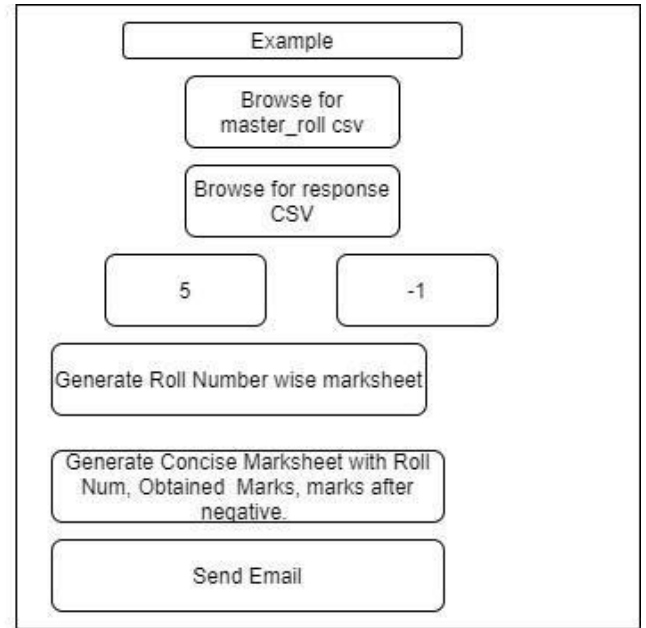 Example
Browse for
master_roll csv
Browse for response
CSV
5
-1
Generate Roll Number wise marksheet
Generate Concise Marksheet with Roll
Num, Obtained Marks, marks after
negative.
Send Email